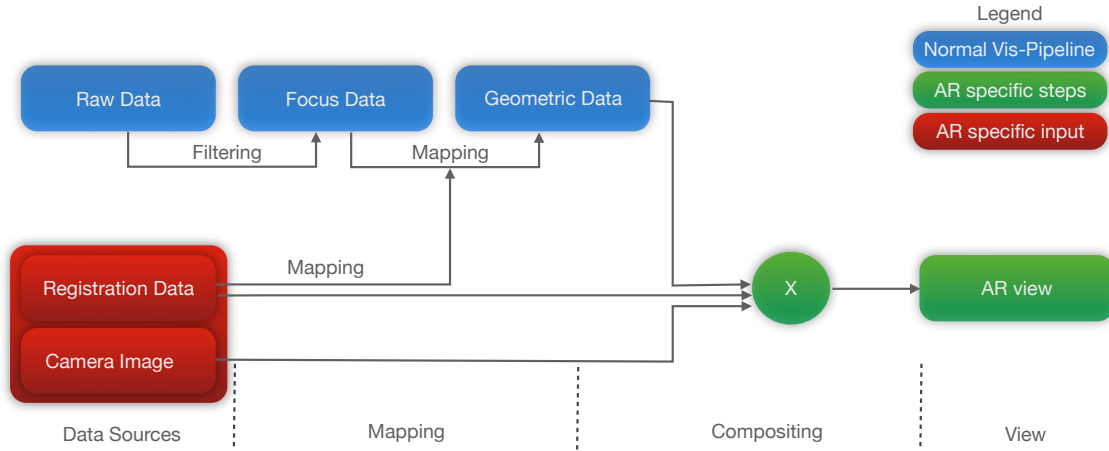 Legend
Normal Vis-Pipeline
AR specific steps
AR specific input
Raw Data
Focus Data
Geometric Data
Filtering
Mapping
Mapping
Registration Data
Camera Image
X
AR view
Data Sources
Mapping
Compositing
View